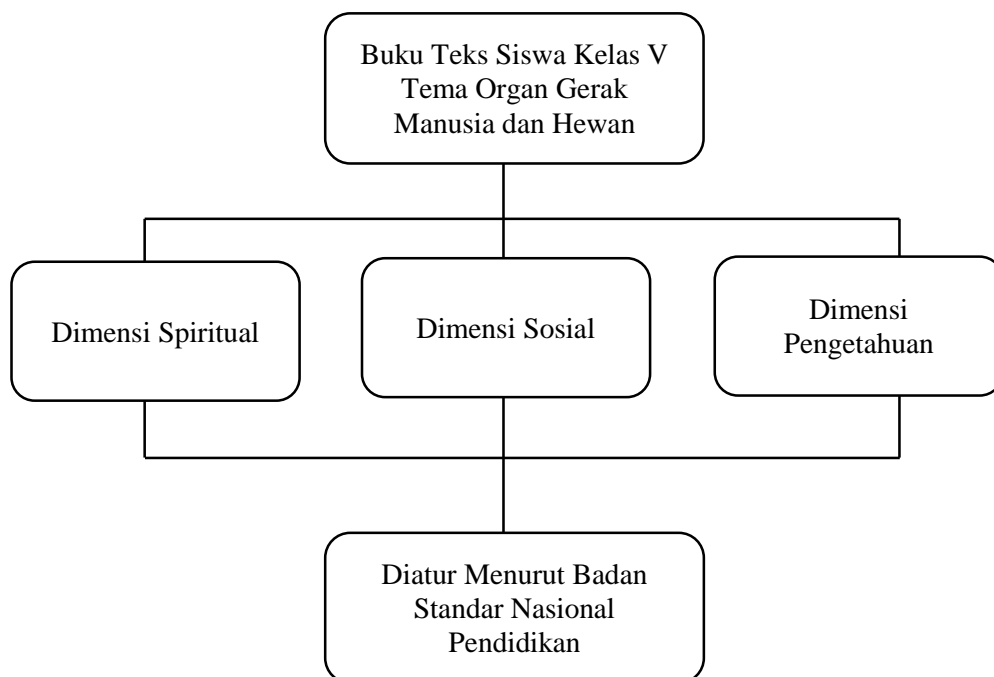 Buku Teks Siswa Kelas V
Tema Organ Gerak
Manusia dan Hewan
Dimensi Spiritual
Dimensi Sosial
Dimensi
Pengetahuan
Diatur Menurut Badan
Standar Nasional
Pendidikan